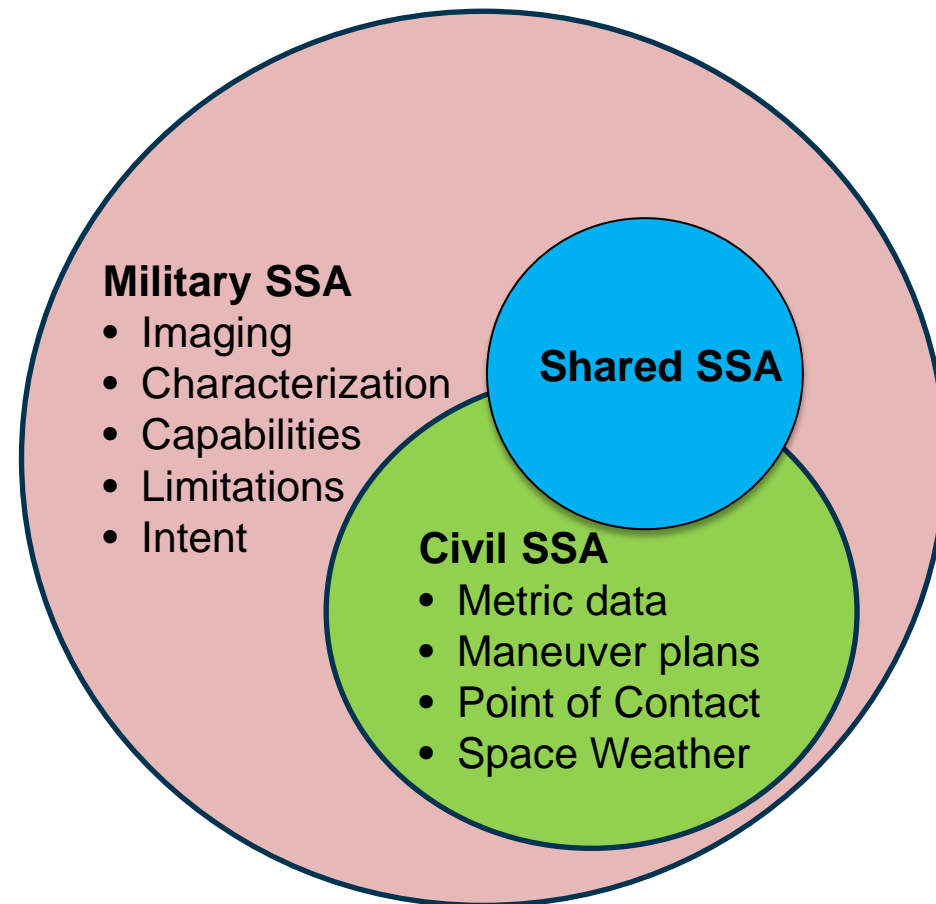 Military SSA
• Imaging
• Characterization
• Capabilities
• Limitations
• Intent
Shared SSA
Civil SSA
• Metric data
• Maneuver plans
• Point of Contact
• Space Weather